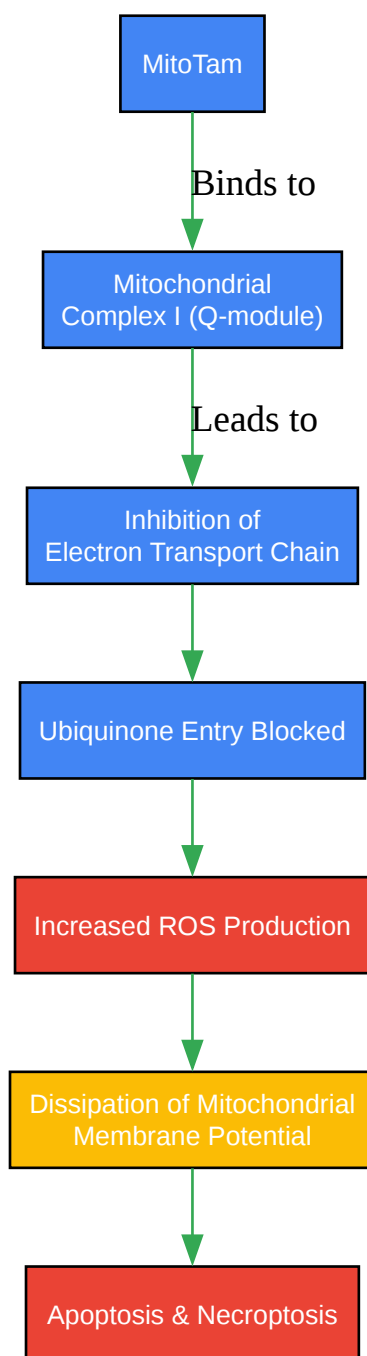 MitoTam
Binds to
Mitochondrial
Complex I (Q-module)
Leads to
Inhibition of
Electron Transport Chain
Ubiquinone Entry Blocked
Increased ROS Production
Dissipation of Mitochondrial
Membrane Potential
Apoptosis & Necroptosis